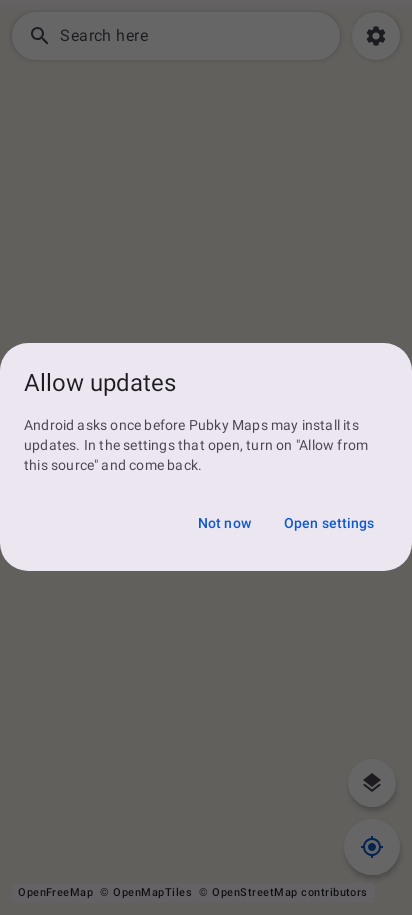 Search here
Allow updates
Android asks once before Pubky Maps may install its
updates. In the settings that open, turn on "Allow from
this source" and come back.
Not now
Open settings
OpenFreeMap © OpenMapTiles © OpenStreetMap contributors